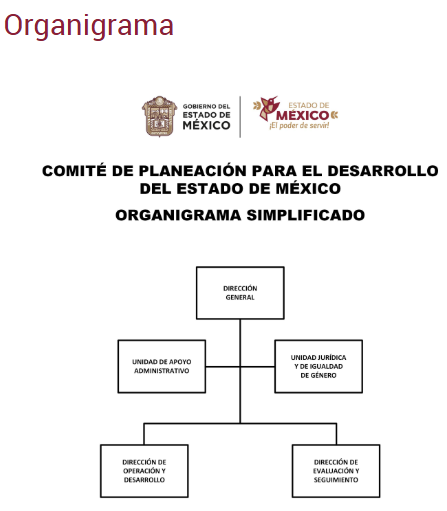 Organigrama
GOBIERNO DEL
ESTADO DE
MÉXICO
ESTADO DE
MÉXICO
¡El poder de servir!
COMITÉ DE PLANEACIÓN PARA EL DESARROLLO
DEL ESTADO DE MÉXICO
ORGANIGRAMA SIMPLIFICADO
DIRECCIÓN
GENERAL
UNIDAD DE APOYO
ADMINISTRATIVO
UNIDAD JURÍDICA
Y DE IGUALDAD
DE GÉNERO
DIRECCIÓN DE
OPERACIÓN Y
DESARROLLO
DIRECCIÓN DE
EVALUACIÓN Y
SEGUIMIENTO